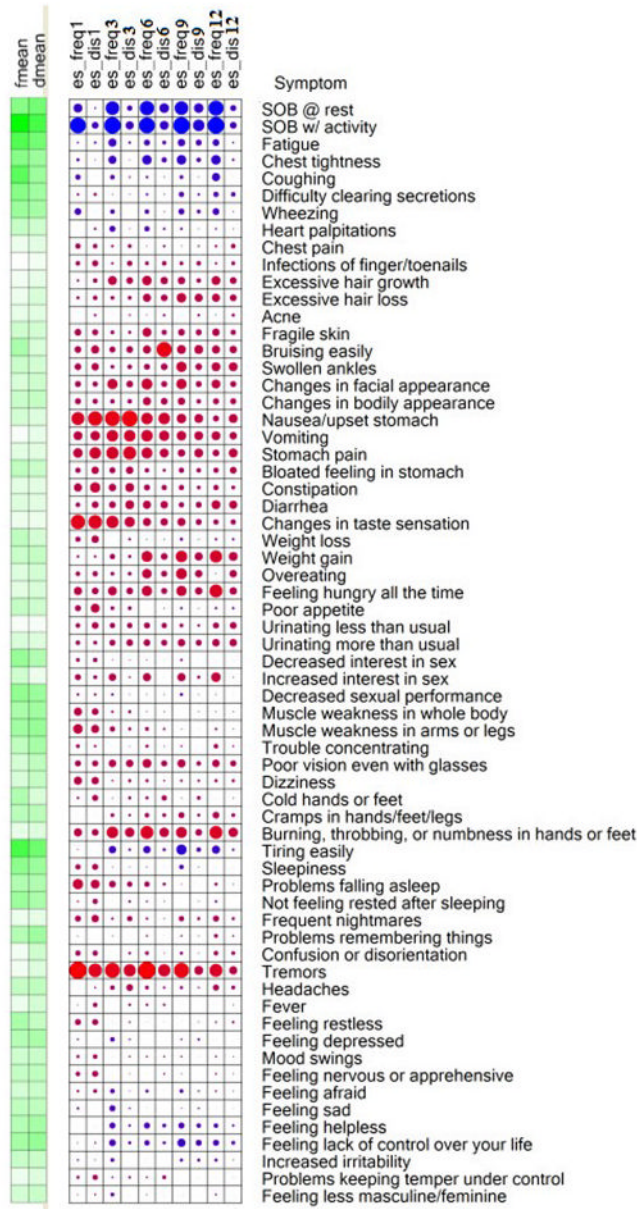 fmean
dmean
es_freq1
es_dis1
es_freq3
es_dis3
es_freq6
es_dis6
es_freq9
es_dis9
es_freq12
es_dis12
Symptom
SOB @ rest
SOB w/ activity
Fatigue
Chest tightness
Coughing
Difficulty clearing secretions
Wheezing
Heart palpitations
Chest pain
Infections of finger/toenails
Excessive hair growth
Excessive hair loss
Acne
Fragile skin
Bruising easily
Swollen ankles
Changes in facial appearance
Changes in bodily appearance
Nausea/upset stomach
Vomiting
Stomach pain
Bloated feeling in stomach
Constipation
Diarrhea
Changes in taste sensation
Weight loss
Weight gain
Overeating
Feeling hungry all the time
Poor appetite
Urinating less than usual
Urinating more than usual
Decreased interest in sex
Increased interest in sex
Decreased sexual performance
Muscle weakness in whole body
Muscle weakness in arms or legs
Trouble concentrating
Poor vision even with glasses
Dizziness
Cold hands or feet
Cramps in hands/feet/legs
Burning, throbbing, or numbness in hands or feet
Tiring easily
Sleepiness
Problems falling asleep
Not feeling rested after sleeping
Frequent nightmares
Problems remembering things
Confusion or disorientation
Tremors
Headaches
Fever
Feeling restless
Feeling depressed
Mood swings
Feeling nervous or apprehensive
Feeling afraid
Feeling sad
Feeling helpless
Feeling lack of control over your life
Increased irritability
Problems keeping temper under control
Feeling less masculine/feminine